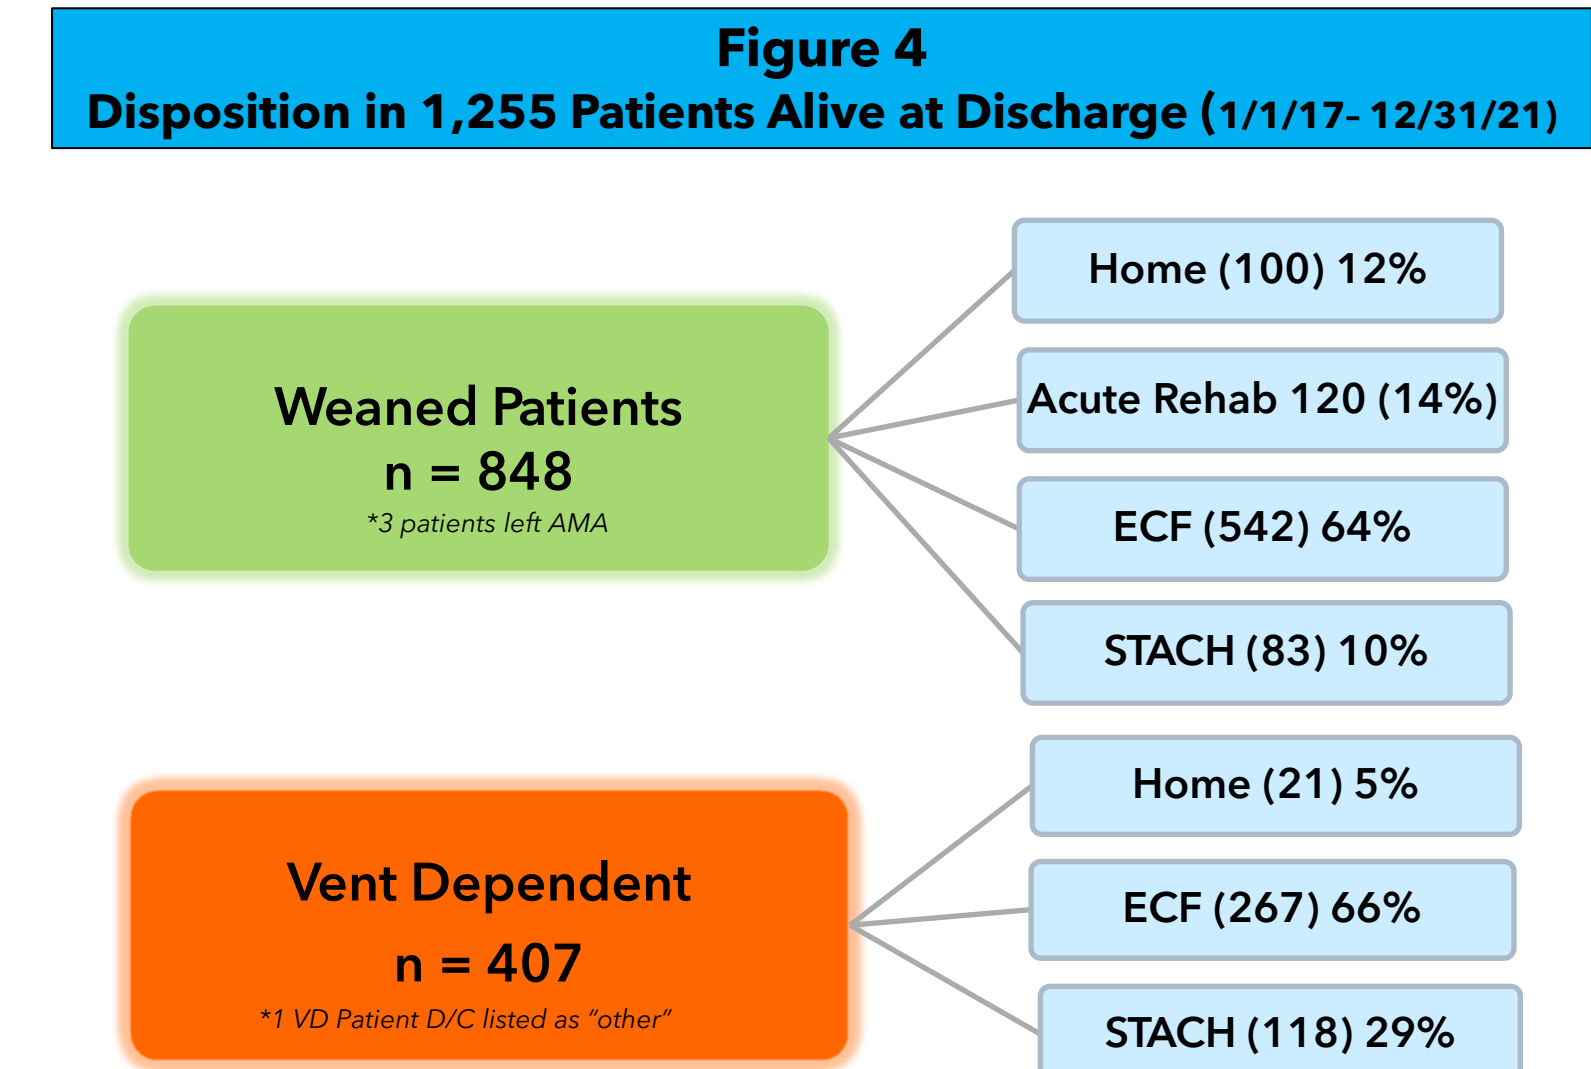 Figure 4
Disposition in 1,255 Patients Alive at Discharge (1/1/17– 12/31/21)
Weaned Patients
n = 848
*3 patients left AMA
Home (100) 12%
Acute Rehab 120 (14%)
ECF (542) 64%
STACH (83) 10%
Vent Dependent
n = 407
*1 VD Patient D/C listed as “other”
Home (21) 5%
ECF (267) 66%
STACH (118) 29%